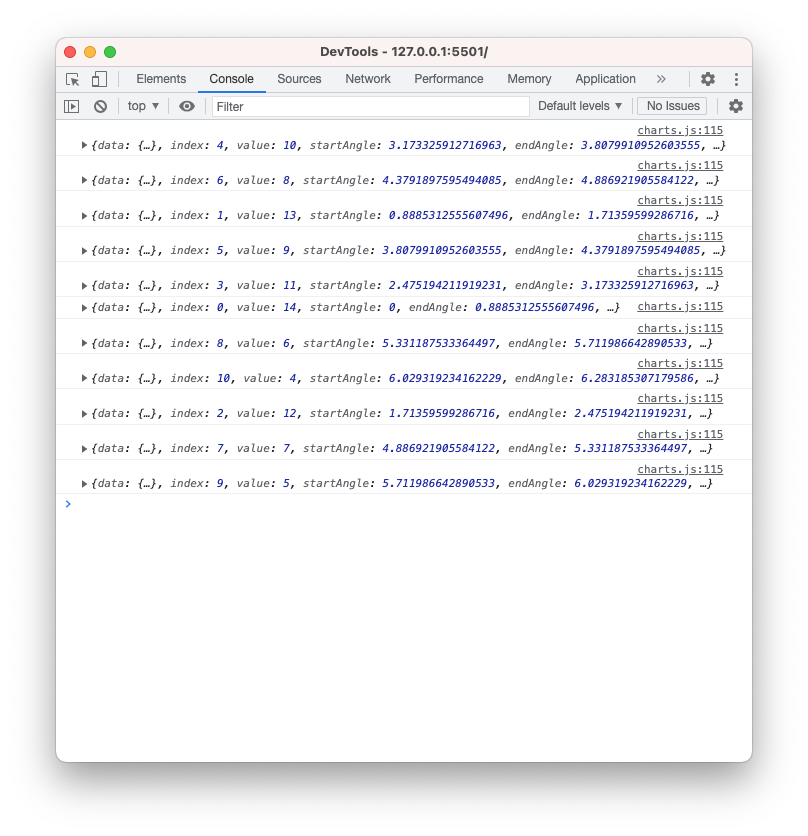 DevTools - 127.0.0.1:5501/
Elements Console Sources Network Performance Memory Application »
top ▼ Filter Default levels ▼ No Issues
charts.js:115
▶ {data: {…}, index: 4, value: 10, startAngle: 3.173325912716963, endAngle: 3.8079910952603555, …}
charts.js:115
▶ {data: {…}, index: 6, value: 8, startAngle: 4.3791897595494085, endAngle: 4.886921905584122, …}
charts.js:115
▶ {data: {…}, index: 1, value: 13, startAngle: 0.8885312555607496, endAngle: 1.71359599286716, …}
charts.js:115
▶ {data: {…}, index: 5, value: 9, startAngle: 3.8079910952603555, endAngle: 4.3791897595494085, …}
charts.js:115
▶ {data: {…}, index: 3, value: 11, startAngle: 2.475194211919231, endAngle: 3.173325912716963, …}
▶ {data: {…}, index: 0, value: 14, startAngle: 0, endAngle: 0.8885312555607496, …} charts.js:115
charts.js:115
▶ {data: {…}, index: 8, value: 6, startAngle: 5.331187533364497, endAngle: 5.711986642890533, …}
charts.js:115
▶ {data: {…}, index: 10, value: 4, startAngle: 6.029319234162229, endAngle: 6.283185307179586, …}
charts.js:115
▶ {data: {…}, index: 2, value: 12, startAngle: 1.71359599286716, endAngle: 2.475194211919231, …}
charts.js:115
▶ {data: {…}, index: 7, value: 7, startAngle: 4.886921905584122, endAngle: 5.331187533364497, …}
charts.js:115
▶ {data: {…}, index: 9, value: 5, startAngle: 5.711986642890533, endAngle: 6.029319234162229, …}
>